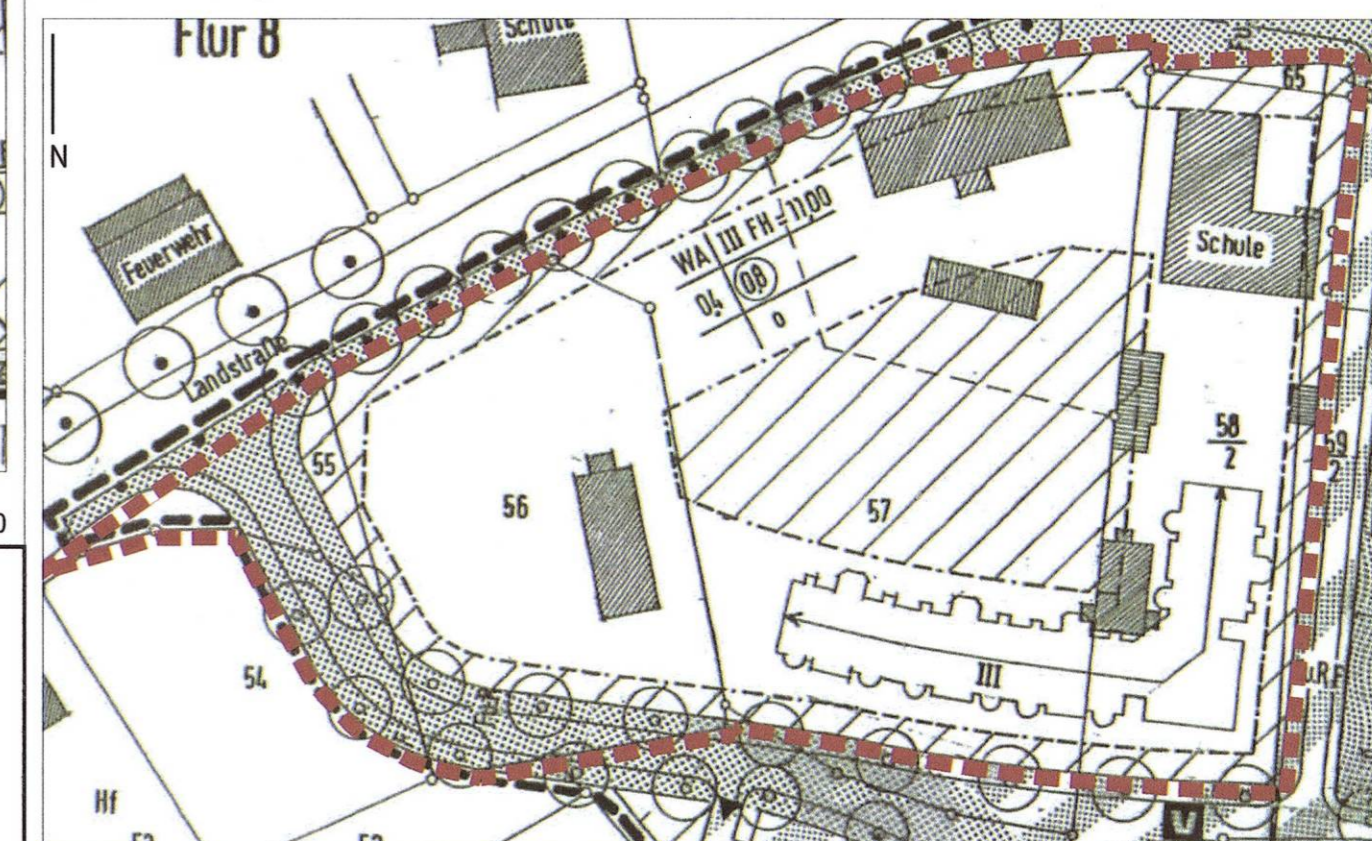 Flur 8
Schule
N
65
Feuerwehr
WA III FH = 11,00
0,4 0,8
o
Schule
Landstraße
55
56
57
58
2
59
2
54
III
Hf
V